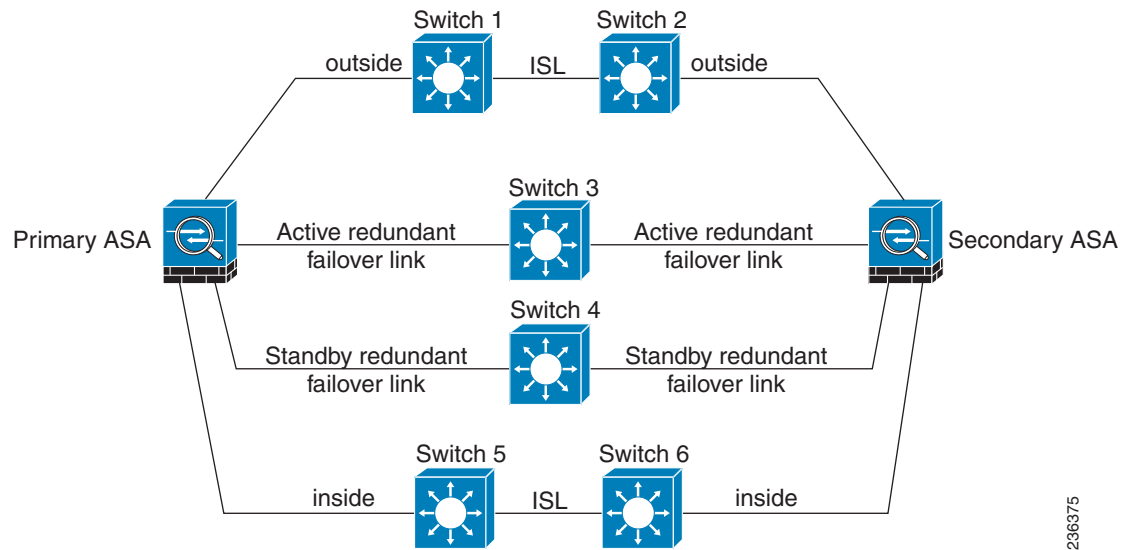 Switch 1
Switch 2
outside
ISL
outside
Switch 3
Primary ASA
Active redundant
failover link
Active redundant
failover link
Secondary ASA
Switch 4
Standby redundant
failover link
Standby redundant
failover link
Switch 5
Switch 6
inside
ISL
inside
236375